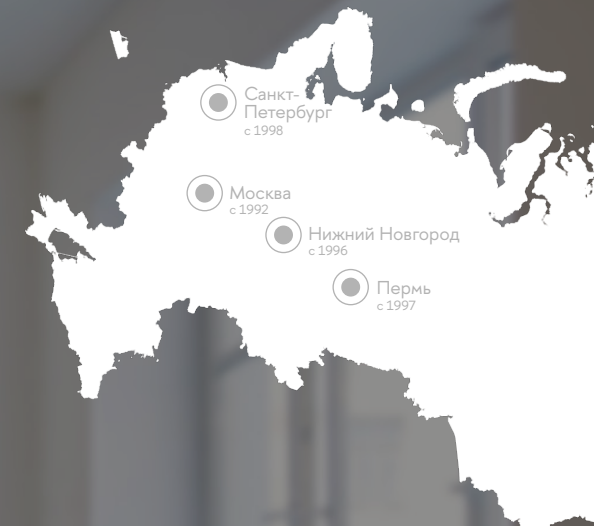 Санкт-
Петербург
с 1998
Москва
с 1992
Нижний Новгород
с 1996
Пермь
с 1997